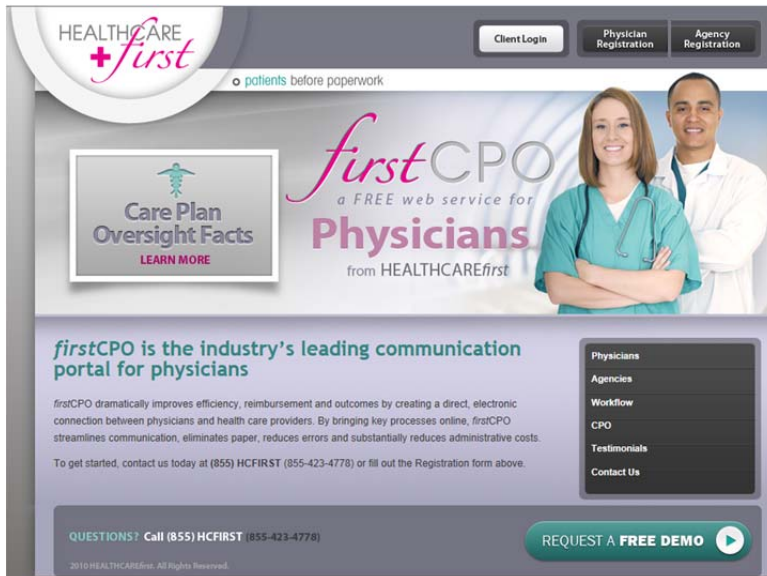 HEALTHCARE
first
Client Login
Physician
Registration
Agency
Registration
patients before paperwork
firstCPO
a FREE web service for
Physicians
from HEALTHCAREfirst
Care Plan
Oversight Facts
LEARN MORE
firstCPO is the industry's leading communication
portal for physicians
firstCPO dramatically improves efficiency, reimbursement and outcomes by creating a direct, electronic
connection between physicians and health care providers. By bringing key processes online, firstCPO
streamlines communication, eliminates paper, reduces errors and substantially reduces administrative costs.
To get started, contact us today at (855) HCFIRST (855-423-4778) or fill out the Registration form above.
Physicians
Agencies
Workflow
CPO
Testimonials
Contact Us
QUESTIONS? Call (855) HCFIRST (855-423-4778)
REQUEST A FREE DEMO
2010 HEALTHCAREfirst. All Rights Reserved.